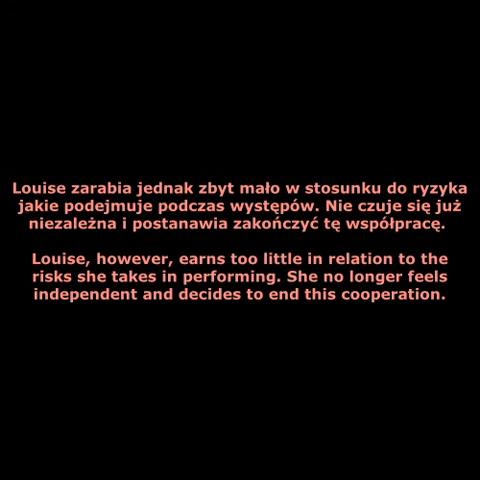 Louise zarabia jednak zbyt mało w stosunku do ryzyka
jakie podejmuje podczas występów. Nie czuje się już
niezależna i postanawia zakończyć tę współpracę.
Louise, however, earns too little in relation to the
risks she takes in performing. She no longer feels
independent and decides to end this cooperation.